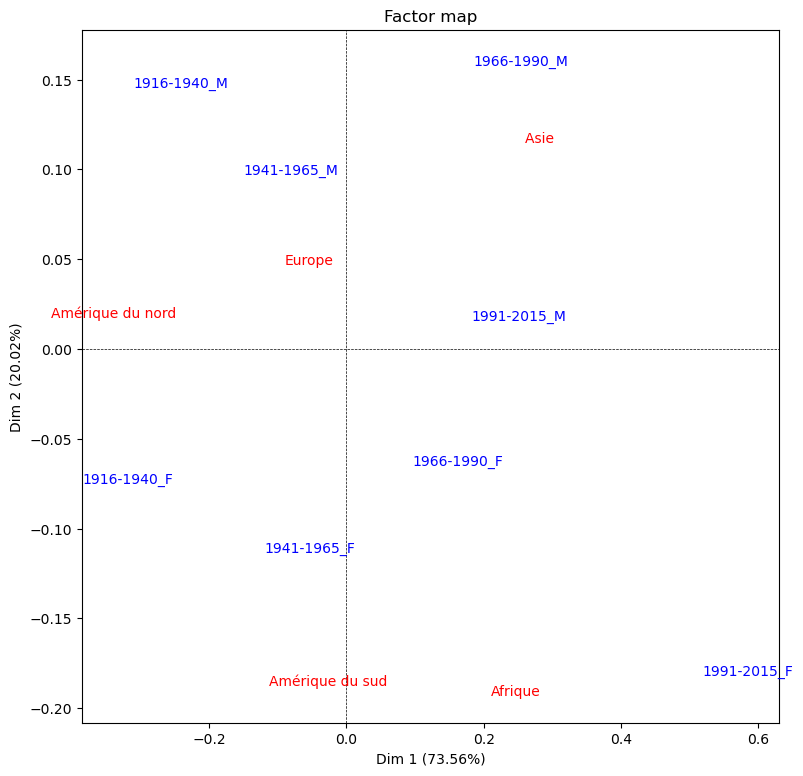 Factor map
1966-1990_M
1916-1940_M
Asie
1941-1965_M
Europe
Amérique du nord
1991-2015_M
1966-1990_F
1916-1940_F
1941-1965_F
1991-2015_F
Amérique du sud
Afrique
0.15
0.10
0.05
0.00
−0.05
−0.10
−0.15
−0.20
Dim 2 (20.02%)
−0.2
0.0
0.2
0.4
0.6
Dim 1 (73.56%)